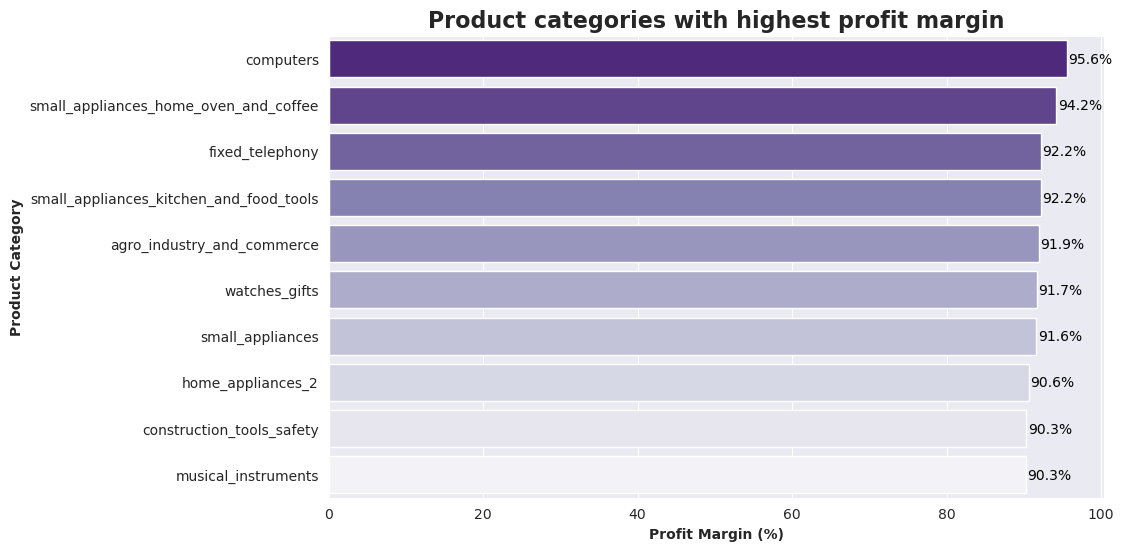 Product categories with highest profit margin
Product Category
computers 95.6%
small_appliances_home_oven_and_coffee 94.2%
fixed_telephony 92.2%
small_appliances_kitchen_and_food_tools 92.2%
agro_industry_and_commerce 91.9%
watches_gifts 91.7%
small_appliances 91.6%
home_appliances_2 90.6%
construction_tools_safety 90.3%
musical_instruments 90.3%
0 20 40 60 80 100
Profit Margin (%)